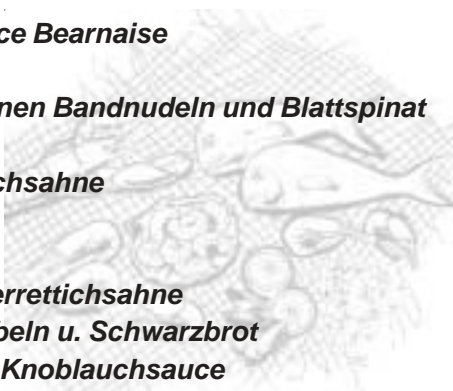 ce Bearnaise
nen Bandnudeln und Blattspinat
chsahne
errettichsahne
beln u. Schwarzbrot
Knoblauchsauce